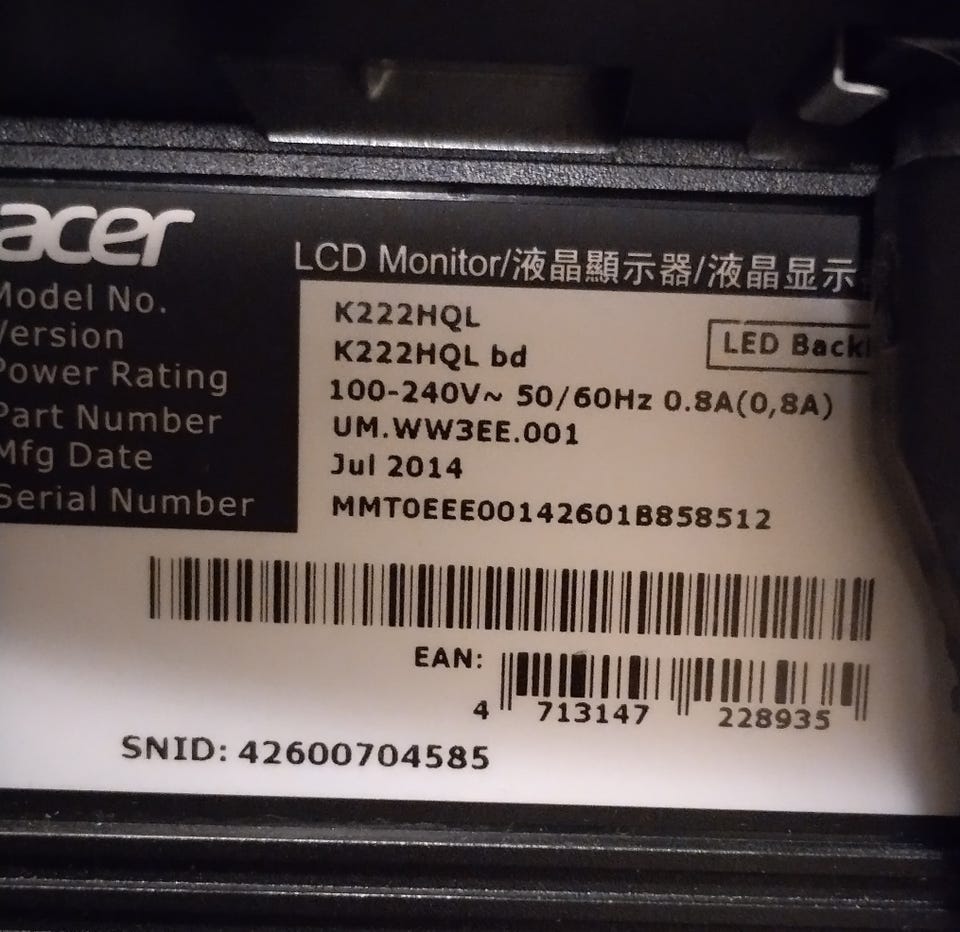 acer
LCD Monitor/液晶顯示器/液晶显示
Model No. K222HQL
Version K222HQL bd
LED Back
Power Rating 100-240V~ 50/60Hz 0.8A(0,8A)
Part Number UM.WW3EE.001
Mfg Date Jul 2014
Serial Number MMT0EEE00142601B858512
EAN:
4 713147 228935
SNID: 42600704585